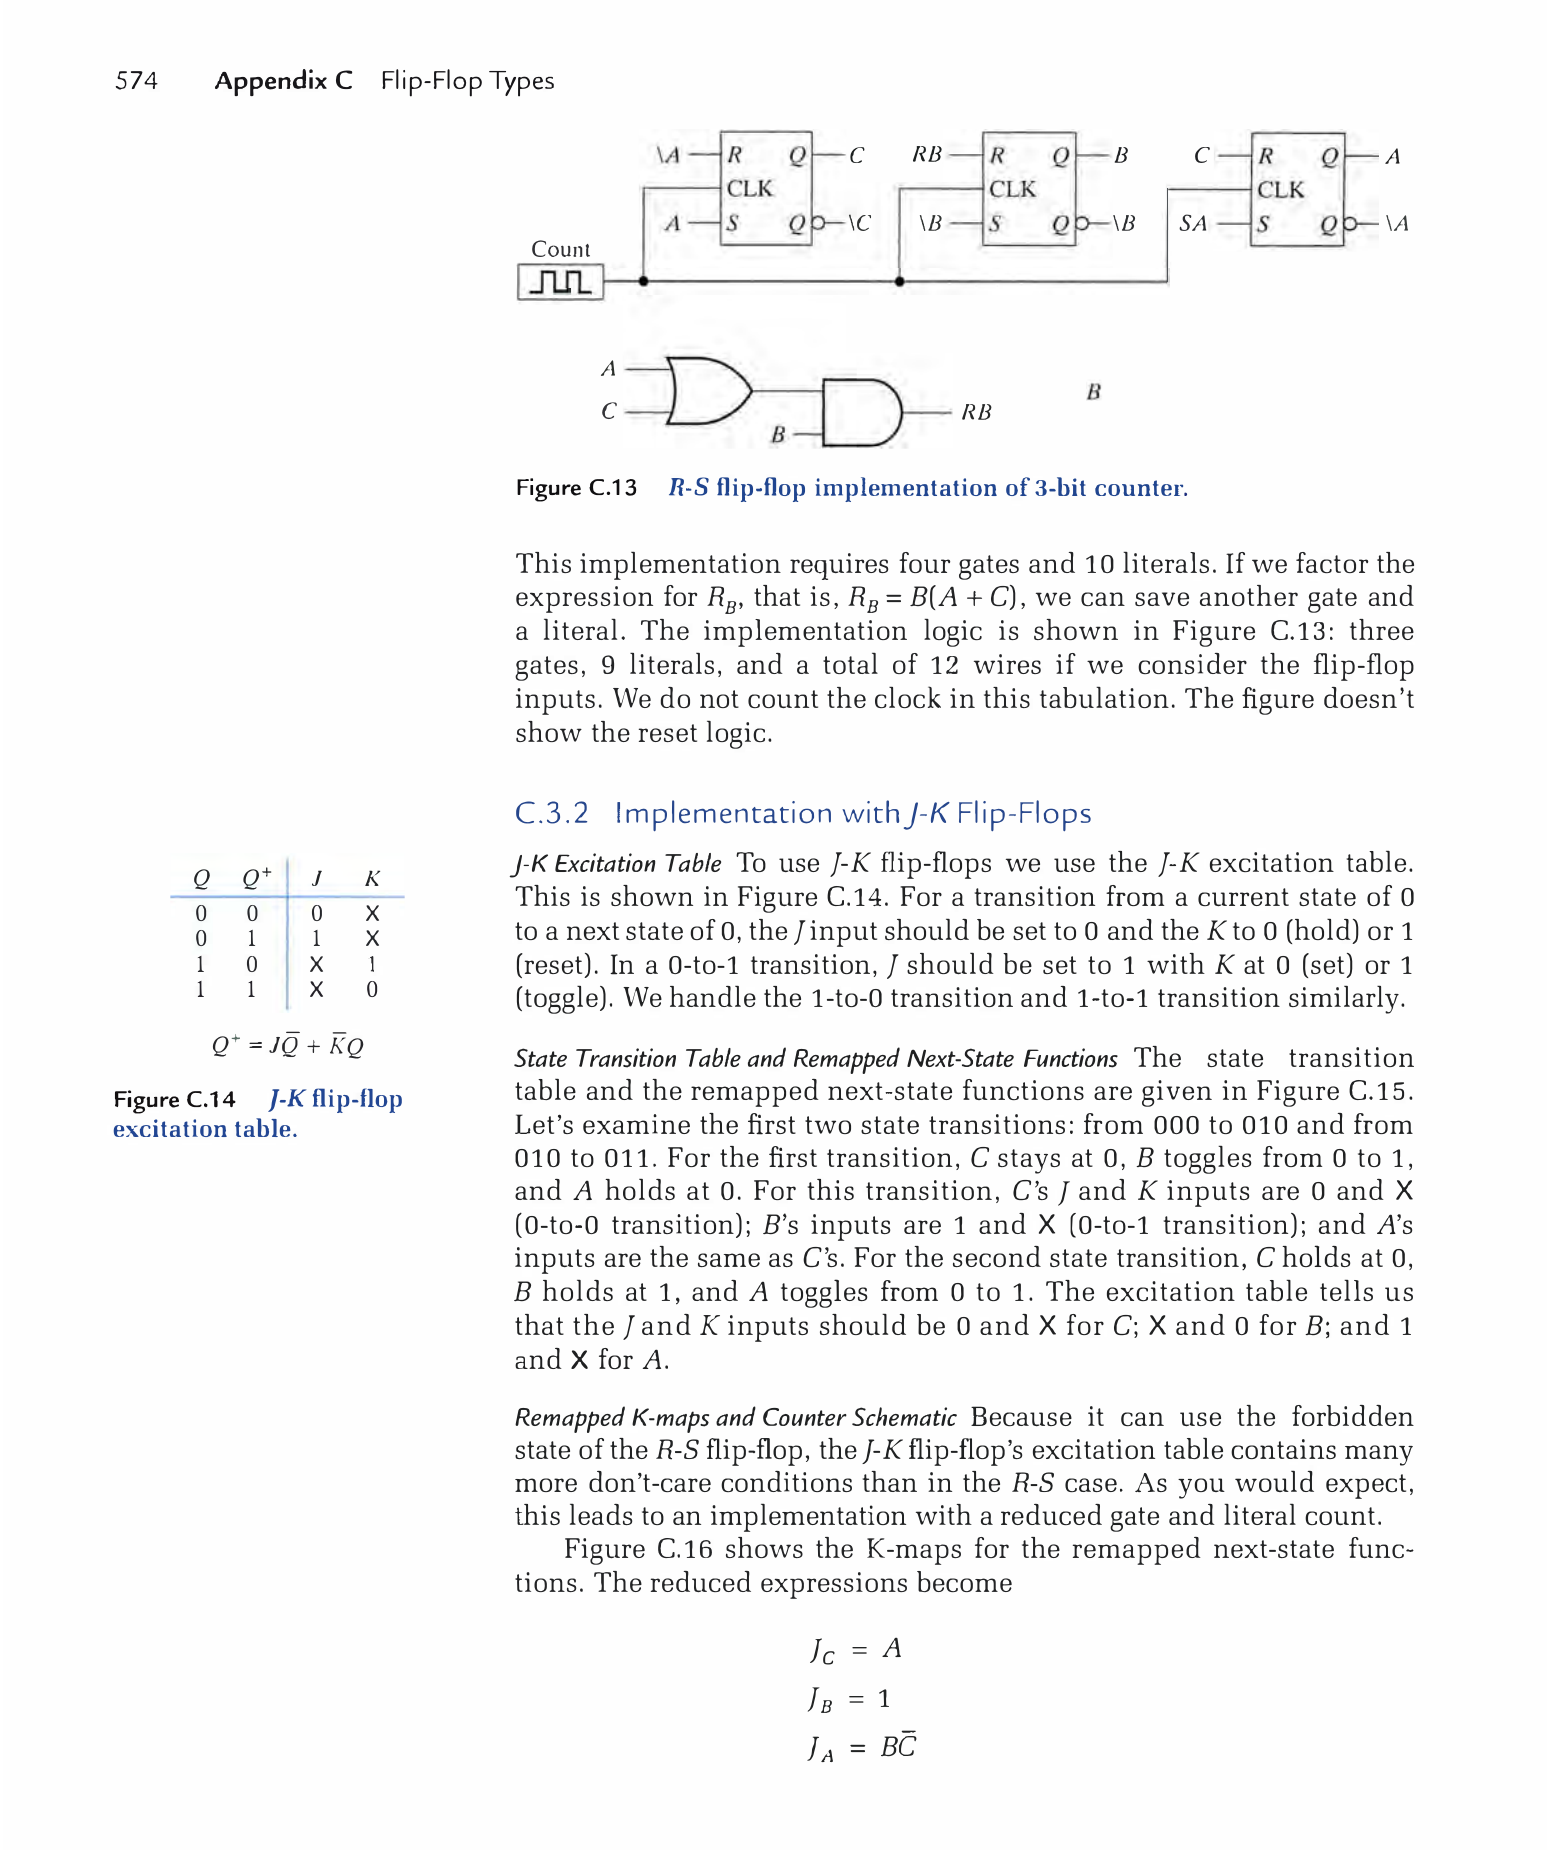 574 Appendix C Flip-Flop Types
\A R Q C RB R Q B C R Q A
CLK CLK CLK
A S Q \C \B S Q \B SA S Q \A
Count
A
C
B
RB
B
Figure C.13 R-S flip-flop implementation of 3-bit counter.
This implementation requires four gates and 10 literals. If we factor the
expression for R_B, that is, R_B = B(A + C), we can save another gate and
a literal. The implementation logic is shown in Figure C.13: three
gates, 9 literals, and a total of 12 wires if we consider the flip-flop
inputs. We do not count the clock in this tabulation. The figure doesn't
show the reset logic.
C.3.2 Implementation with J-K Flip-Flops
J-K Excitation Table To use J-K flip-flops we use the J-K excitation table.
This is shown in Figure C.14. For a transition from a current state of 0
to a next state of 0, the J input should be set to 0 and the K to 0 (hold) or 1
(reset). In a 0-to-1 transition, J should be set to 1 with K at 0 (set) or 1
(toggle). We handle the 1-to-0 transition and 1-to-1 transition similarly.
Q Q⁺ J K
0 0 0 X
0 1 1 X
1 0 X 1
1 1 X 0
Q⁺ = JQ̅ + K̅Q
Figure C.14 J-K flip-flop
excitation table.
State Transition Table and Remapped Next-State Functions The state transition
table and the remapped next-state functions are given in Figure C.15.
Let's examine the first two state transitions: from 000 to 010 and from
010 to 011. For the first transition, C stays at 0, B toggles from 0 to 1,
and A holds at 0. For this transition, C's J and K inputs are 0 and X
(0-to-0 transition); B's inputs are 1 and X (0-to-1 transition); and A's
inputs are the same as C's. For the second state transition, C holds at 0,
B holds at 1, and A toggles from 0 to 1. The excitation table tells us
that the J and K inputs should be 0 and X for C; X and 0 for B; and 1
and X for A.
Remapped K-maps and Counter Schematic Because it can use the forbidden
state of the R-S flip-flop, the J-K flip-flop's excitation table contains many
more don't-care conditions than in the R-S case. As you would expect,
this leads to an implementation with a reduced gate and literal count.
Figure C.16 shows the K-maps for the remapped next-state func-
tions. The reduced expressions become
J_C = A
J_B = 1
J_A = BC̅